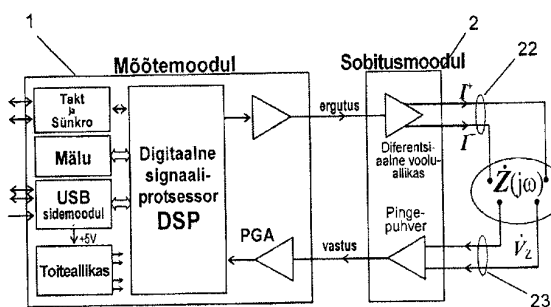 1
Mõõtemoodul
Takt
ja
Sünkro
Mälu
USB
sidemoodul
+5V
Toiteallikas
Digitaalne
signaali-
protsessor
DSP
PGA
ergutus
vastus
2
Sobitusmoodul
Diferentsi-
aalne voolu-
allikas
Pinge-
puhver
I⁺
I⁻
22
Ż(jω)
V̇z
23